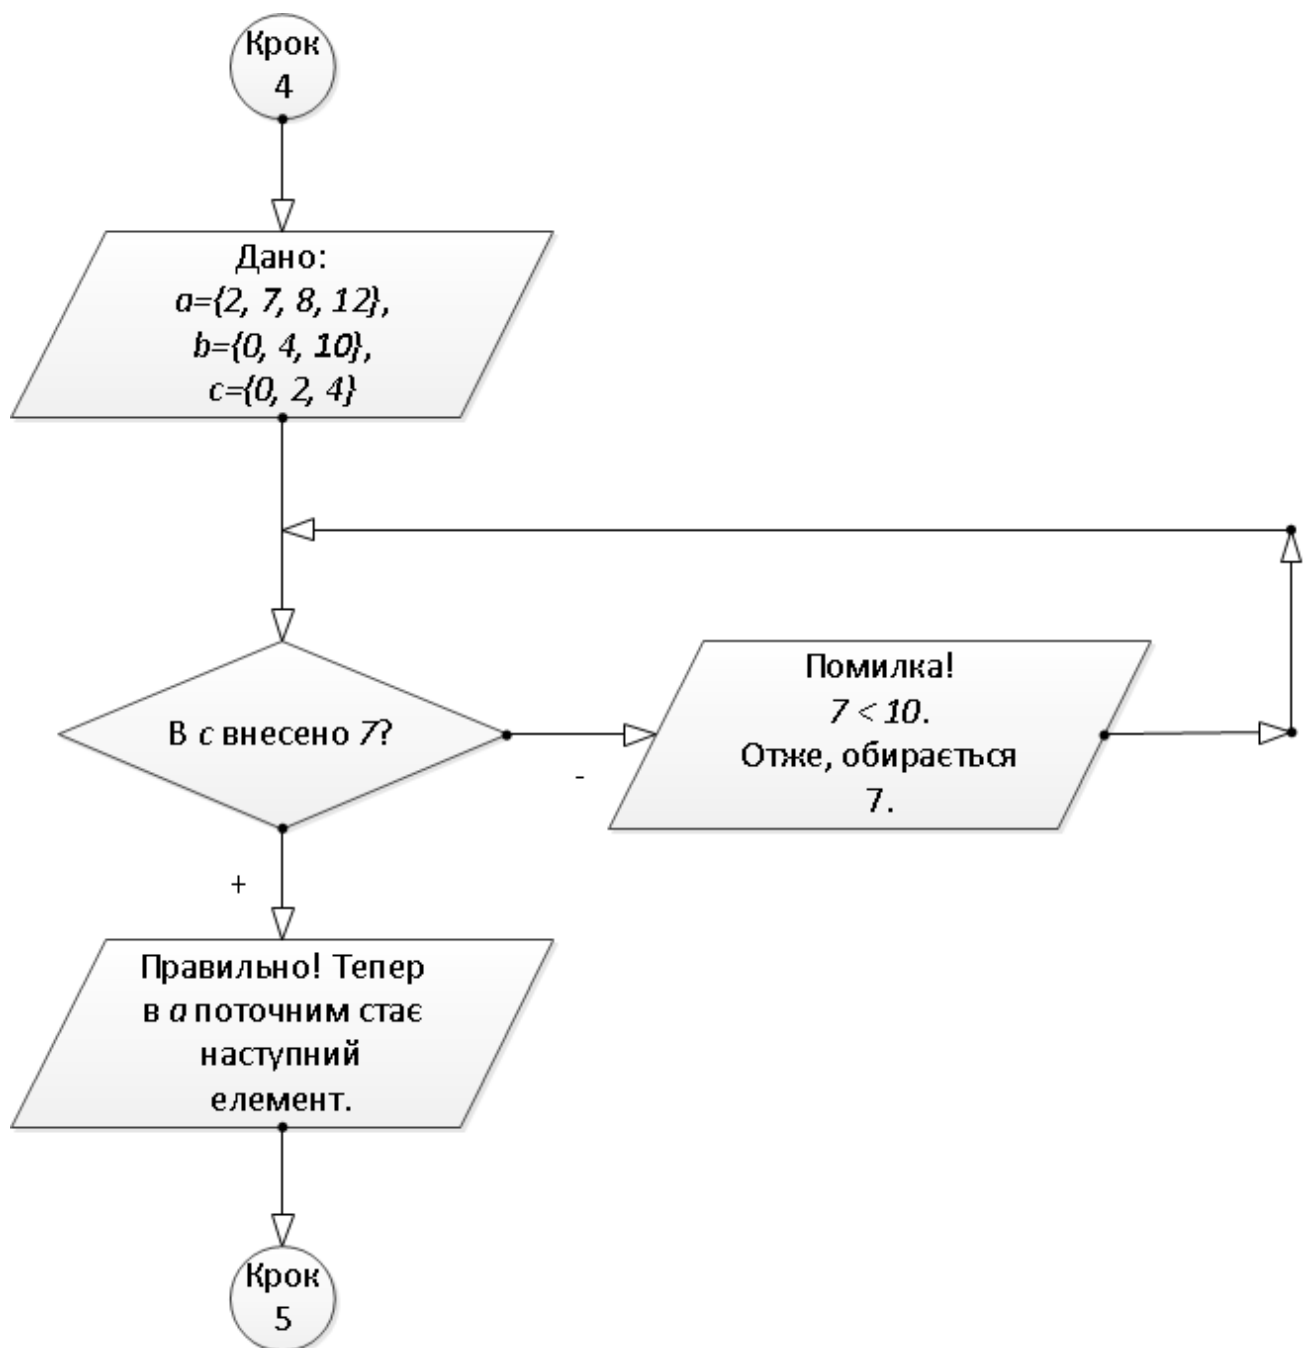 Крок
4
Дано:
a={2, 7, 8, 12},
b={0, 4, 10},
c={0, 2, 4}
В c внесено 7?
-
Помилка!
7 < 10.
Отже, обирається
7.
+
Правильно! Тепер
в a поточним стає
наступний
елемент.
Крок
5